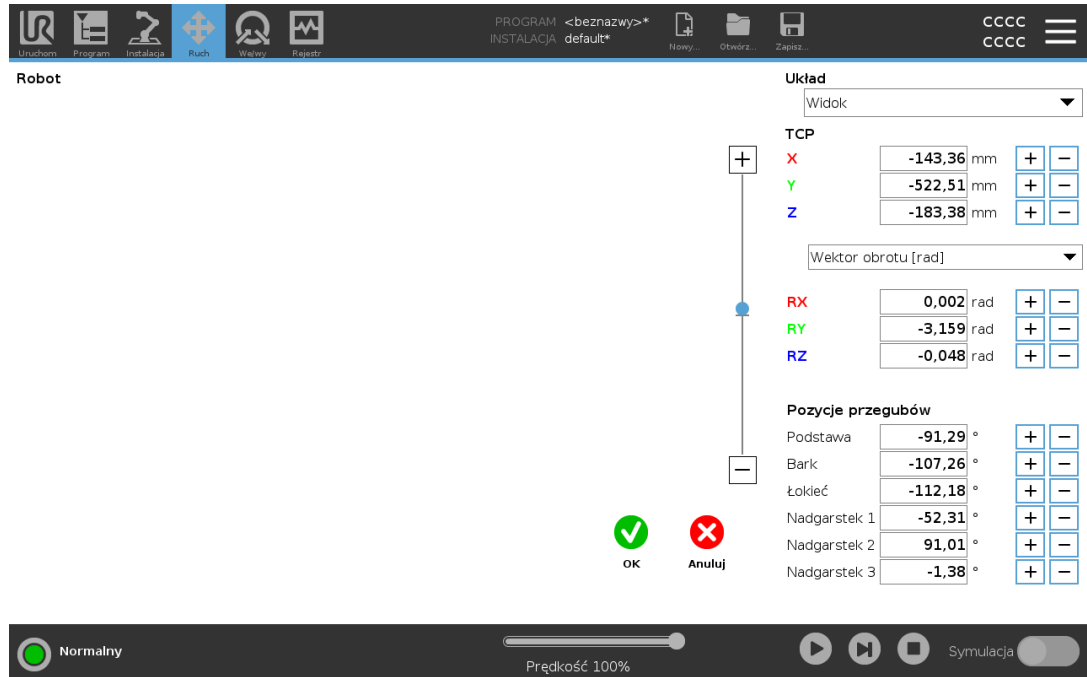 PROGRAM <beznazwy>*
INSTALACJA default*
CCCC
CCCC
Uruchom Program Instalacja Ruch We/wy Rejestr Nowy... Otwórz... Zapisz...
Robot
Układ
Widok
TCP
X -143,36 mm + −
Y -522,51 mm + −
Z -183,38 mm + −
Wektor obrotu [rad]
RX 0,002 rad + −
RY -3,159 rad + −
RZ -0,048 rad + −
Pozycje przegubów
Podstawa -91,29 ° + −
Bark -107,26 ° + −
Łokieć -112,18 ° + −
Nadgarstek 1 -52,31 ° + −
Nadgarstek 2 91,01 ° + −
Nadgarstek 3 -1,38 ° + −
OK Anuluj
Normalny
Prędkość 100%
Symulacja